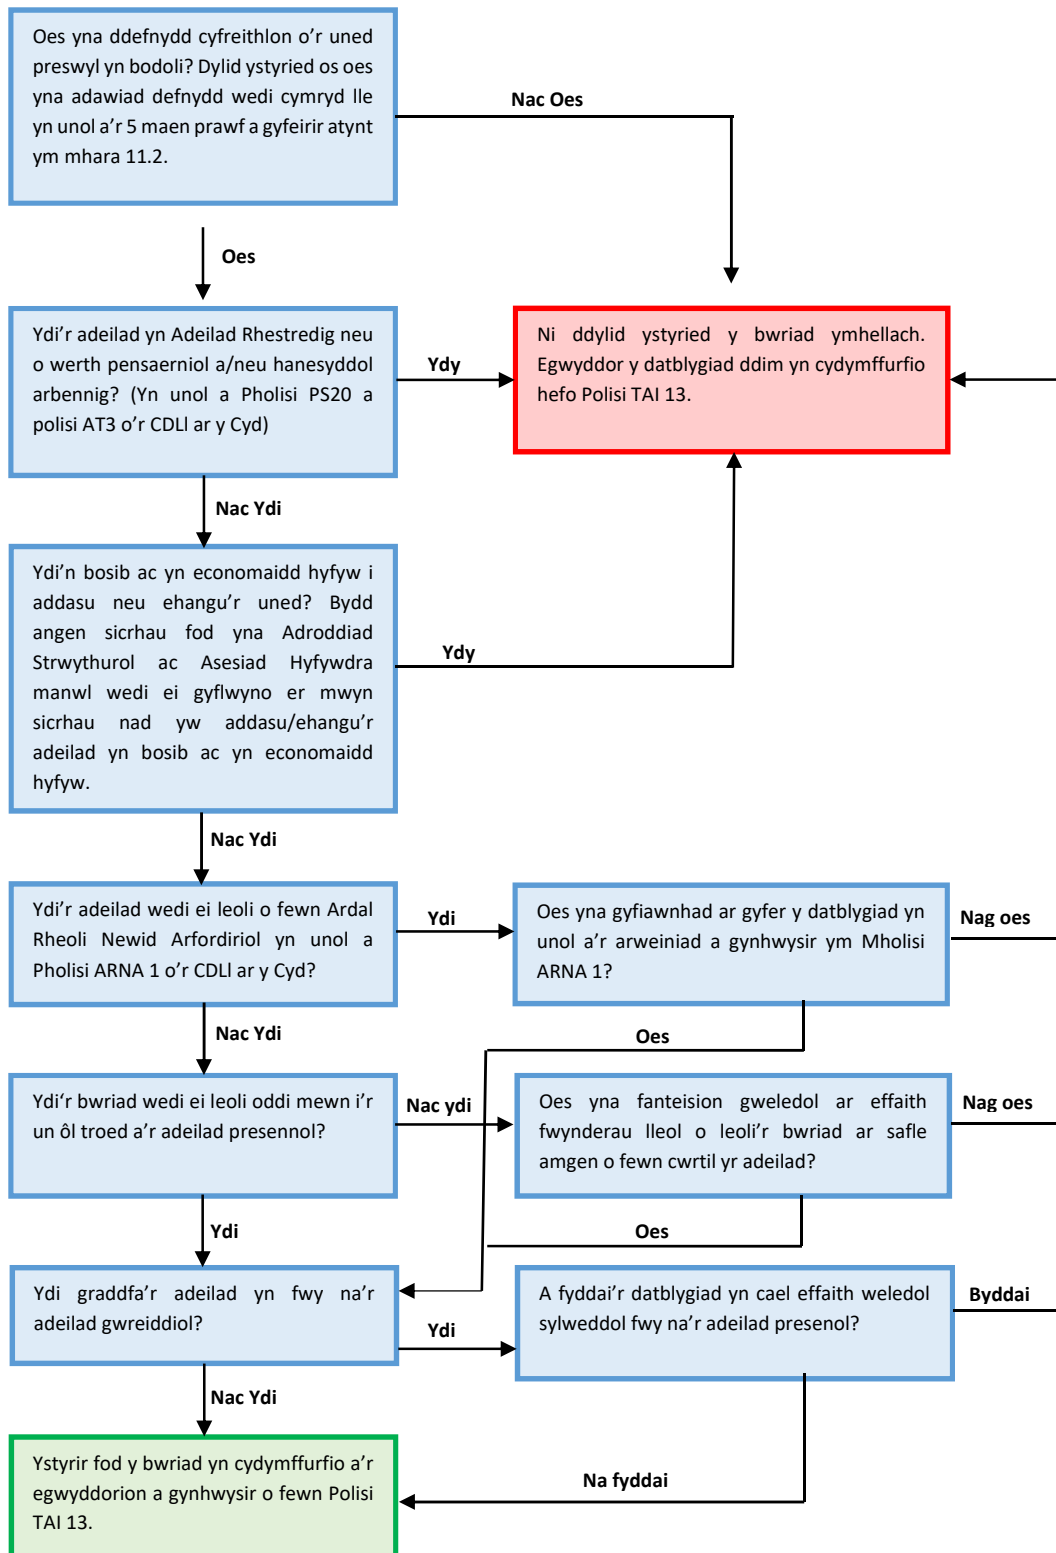 Oes yna ddefnydd cyfreithlon o'r uned
preswyl yn bodoli? Dylid ystyried os oes
yna adawiad defnydd wedi cymryd lle
yn unol a'r 5 maen prawf a gyfeirir atynt
ym mhara 11.2.
Nac Oes
Oes
Ydi'r adeilad yn Adeilad Rhestredig neu
o werth pensaerniol a/neu hanesyddol
arbennig? (Yn unol a Pholisi PS20 a
polisi AT3 o'r CDLl ar y Cyd)
Ydy
Ni ddylid ystyried y bwriad ymhellach.
Egwyddor y datblygiad ddim yn cydymffurfio
hefo Polisi TAI 13.
Nac Ydi
Ydi'n bosib ac yn economaidd hyfyw i
addasu neu ehangu'r uned? Bydd
angen sicrhau fod yna Adroddiad
Strwythurol ac Asesiad Hyfywdra
manwl wedi ei gyflwyno er mwyn
sicrhau nad yw addasu/ehangu'r
adeilad yn bosib ac yn economaidd
hyfyw.
Ydy
Nac Ydi
Ydi'r adeilad wedi ei leoli o fewn Ardal
Rheoli Newid Arfordiriol yn unol a
Pholisi ARNA 1 o'r CDLl ar y Cyd?
Ydi
Oes yna gyfiawnhad ar gyfer y datblygiad yn
unol a'r arweiniad a gynhwysir ym Mholisi
ARNA 1?
Nag oes
Nac Ydi
Oes
Ydi'r bwriad wedi ei leoli oddi mewn i'r
un ôl troed a'r adeilad presennol?
Nac ydi
Oes yna fanteision gweledol ar effaith
fwynderau lleol o leoli'r bwriad ar safle
amgen o fewn cwrtil yr adeilad?
Nag oes
Ydi
Oes
Ydi graddfa'r adeilad yn fwy na'r
adeilad gwreiddiol?
Ydi
A fyddai'r datblygiad yn cael effaith weledol
sylweddol fwy na'r adeilad presenol?
Byddai
Nac Ydi
Ystyrir fod y bwriad yn cydymffurfio a'r
egwyddorion a gynhwysir o fewn Polisi
TAI 13.
Na fyddai